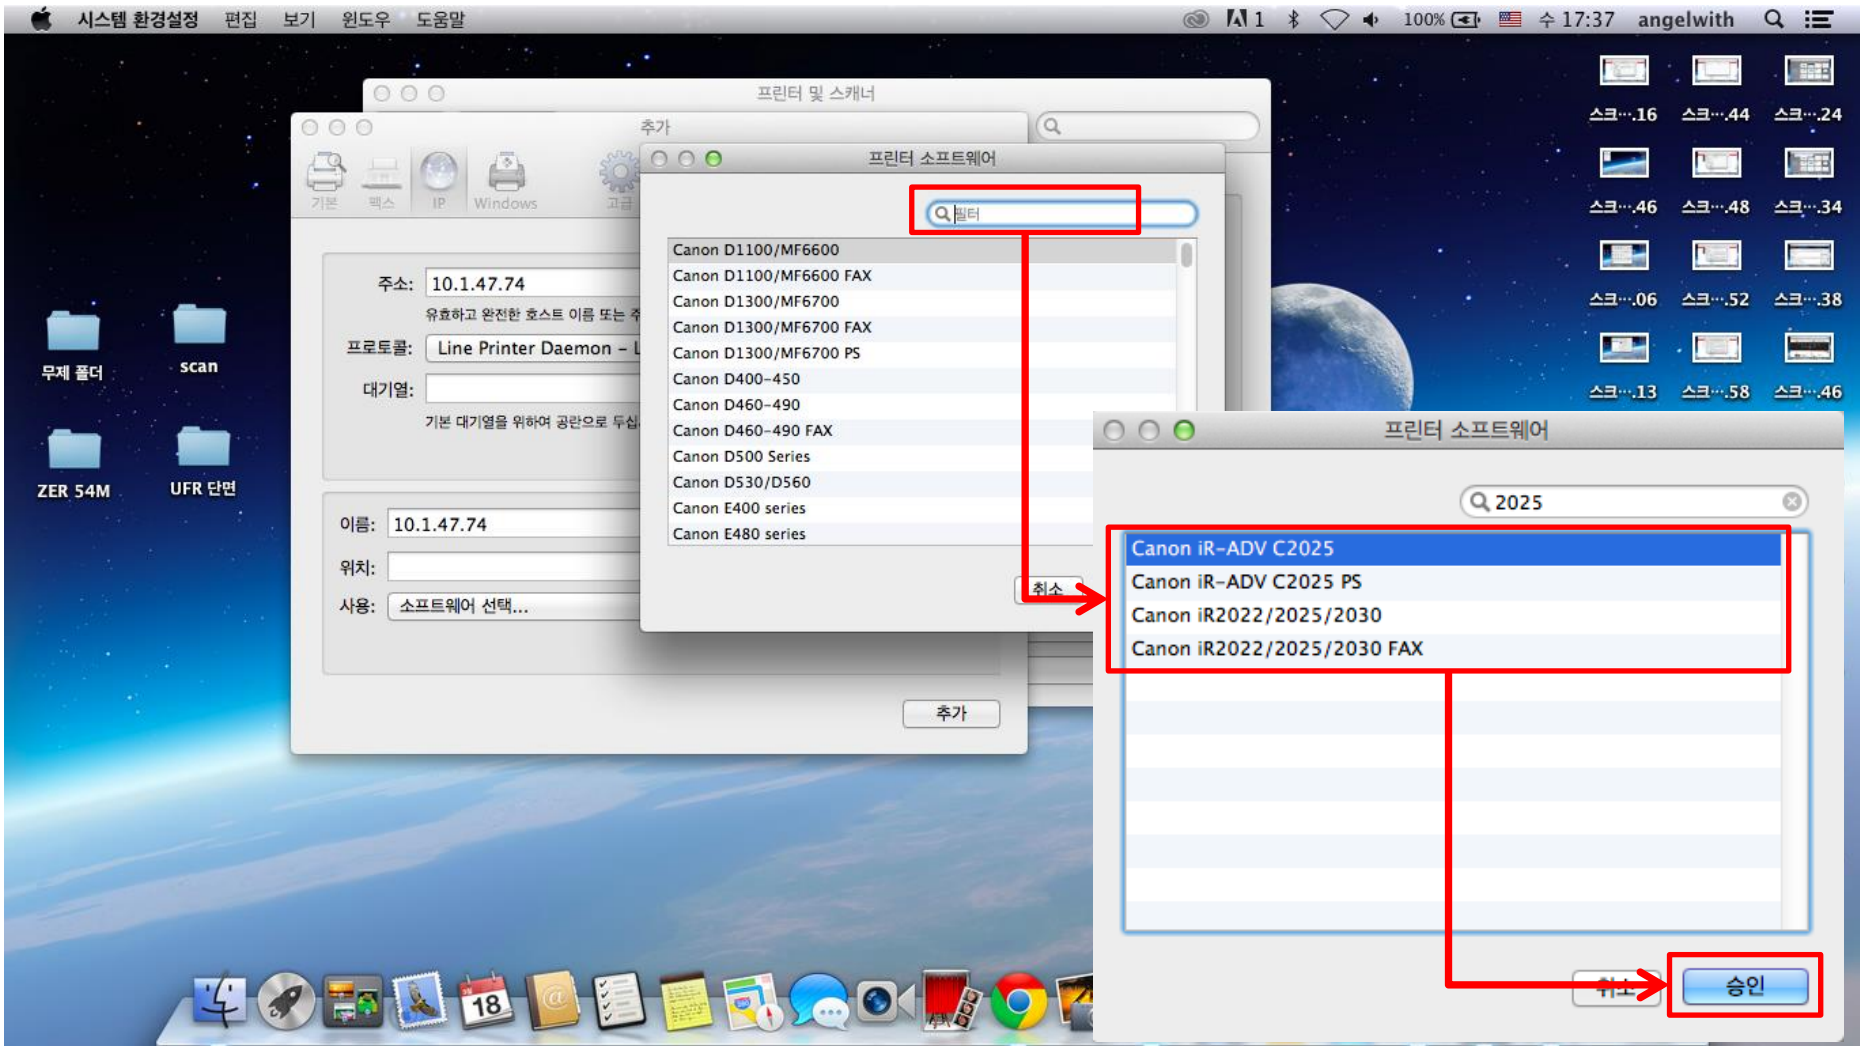 시스템 환경설정 편집 보기 윈도우 도움말 1 100% 수 17:37 angelwith
프린터 및 스캐너
추가
프린터 소프트웨어
기본 팩스 IP Windows 고급
필터
주소: 10.1.47.74
유효하고 완전한 호스트 이름 또는
프로토콜: Line Printer Daemon – L
대기열:
기본 대기열을 위하여 공란으로 두십
이름: 10.1.47.74
위치:
사용: 소프트웨어 선택...
추가
Canon D1100/MF6600
Canon D1100/MF6600 FAX
Canon D1300/MF6700
Canon D1300/MF6700 FAX
Canon D1300/MF6700 PS
Canon D400–450
Canon D460–490
Canon D460–490 FAX
Canon D500 Series
Canon D530/D560
Canon E400 series
Canon E480 series
취소
프린터 소프트웨어
2025
Canon iR–ADV C2025
Canon iR–ADV C2025 PS
Canon iR2022/2025/2030
Canon iR2022/2025/2030 FAX
취소 승인
무제 폴더 scan
ZER 54M UFR 단면
스크···.16 스크···.44 스크···.24
스크···.46 스크···.48 스크···.34
스크···.06 스크···.52 스크···.38
스크···.13 스크···.58 스크···.46
18